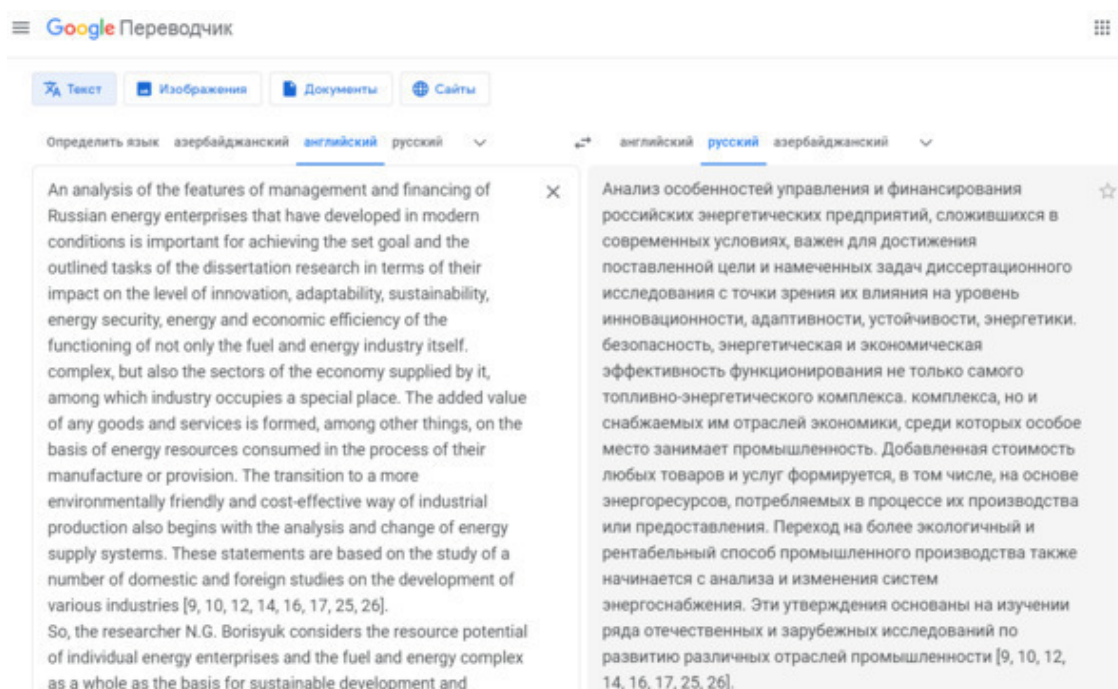 Google Переводчик
Текст
Изображения
Документы
Сайты
Определить язык азербайджанский английский русский
английский русский азербайджанский
An analysis of the features of management and financing of
Russian energy enterprises that have developed in modern
conditions is important for achieving the set goal and the
outlined tasks of the dissertation research in terms of their
impact on the level of innovation, adaptability, sustainability,
energy security, energy and economic efficiency of the
functioning of not only the fuel and energy industry itself.
complex, but also the sectors of the economy supplied by it,
among which industry occupies a special place. The added value
of any goods and services is formed, among other things, on the
basis of energy resources consumed in the process of their
manufacture or provision. The transition to a more
environmentally friendly and cost-effective way of industrial
production also begins with the analysis and change of energy
supply systems. These statements are based on the study of a
number of domestic and foreign studies on the development of
various industries [9, 10, 12, 14, 16, 17, 25, 26].
So, the researcher N.G. Borisyuk considers the resource potential
of individual energy enterprises and the fuel and energy complex
as a whole as the basis for sustainable development and
Анализ особенностей управления и финансирования
российских энергетических предприятий, сложившихся в
современных условиях, важен для достижения
поставленной цели и намеченных задач диссертационного
исследования с точки зрения их влияния на уровень
инновационности, адаптивности, устойчивости, энергетики.
безопасность, энергетическая и экономическая
эффективность функционирования не только самого
топливно-энергетического комплекса. комплекса, но и
снабжаемых им отраслей экономики, среди которых особое
место занимает промышленность. Добавленная стоимость
любых товаров и услуг формируется, в том числе, на основе
энергоресурсов, потребляемых в процессе их производства
или предоставления. Переход на более экологичный и
рентабельный способ промышленного производства также
начинается с анализа и изменения систем
энергоснабжения. Эти утверждения основаны на изучении
ряда отечественных и зарубежных исследований по
развитию различных отраслей промышленности [9, 10, 12,
14, 16, 17, 25, 26].